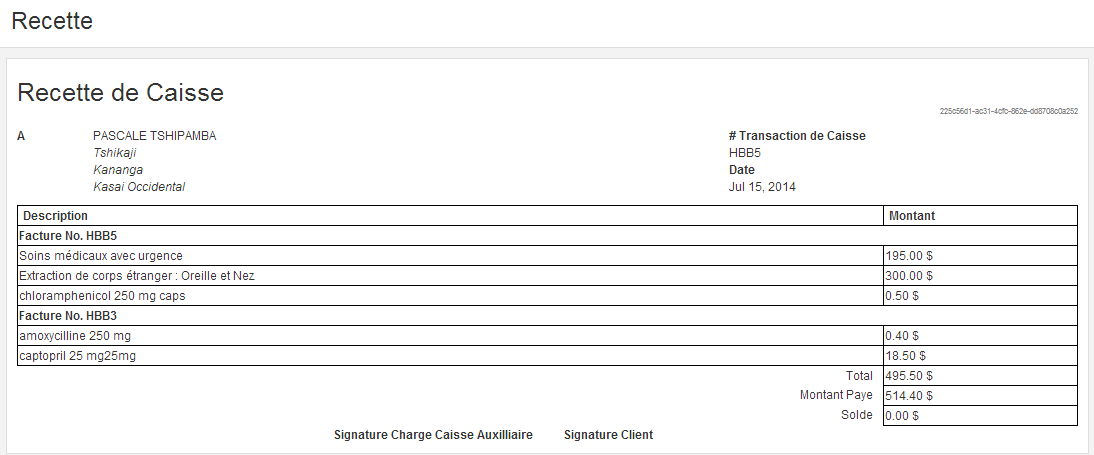 Recette
Recette de Caisse
225c56d1-ac31-4cfc-862e-dd8708c0a252
A PASCALE TSHIPAMBA # Transaction de Caisse
Tshikaji HBB5
Kananga Date
Kasai Occidental Jul 15, 2014
Description Montant
Facture No. HBB5
Soins médicaux avec urgence 195.00 $
Extraction de corps étranger : Oreille et Nez 300.00 $
chloramphenicol 250 mg caps 0.50 $
Facture No. HBB3
amoxycilline 250 mg 0.40 $
captopril 25 mg25mg 18.50 $
Total 495.50 $
Montant Paye 514.40 $
Solde 0.00 $
Signature Charge Caisse Auxilliaire Signature Client